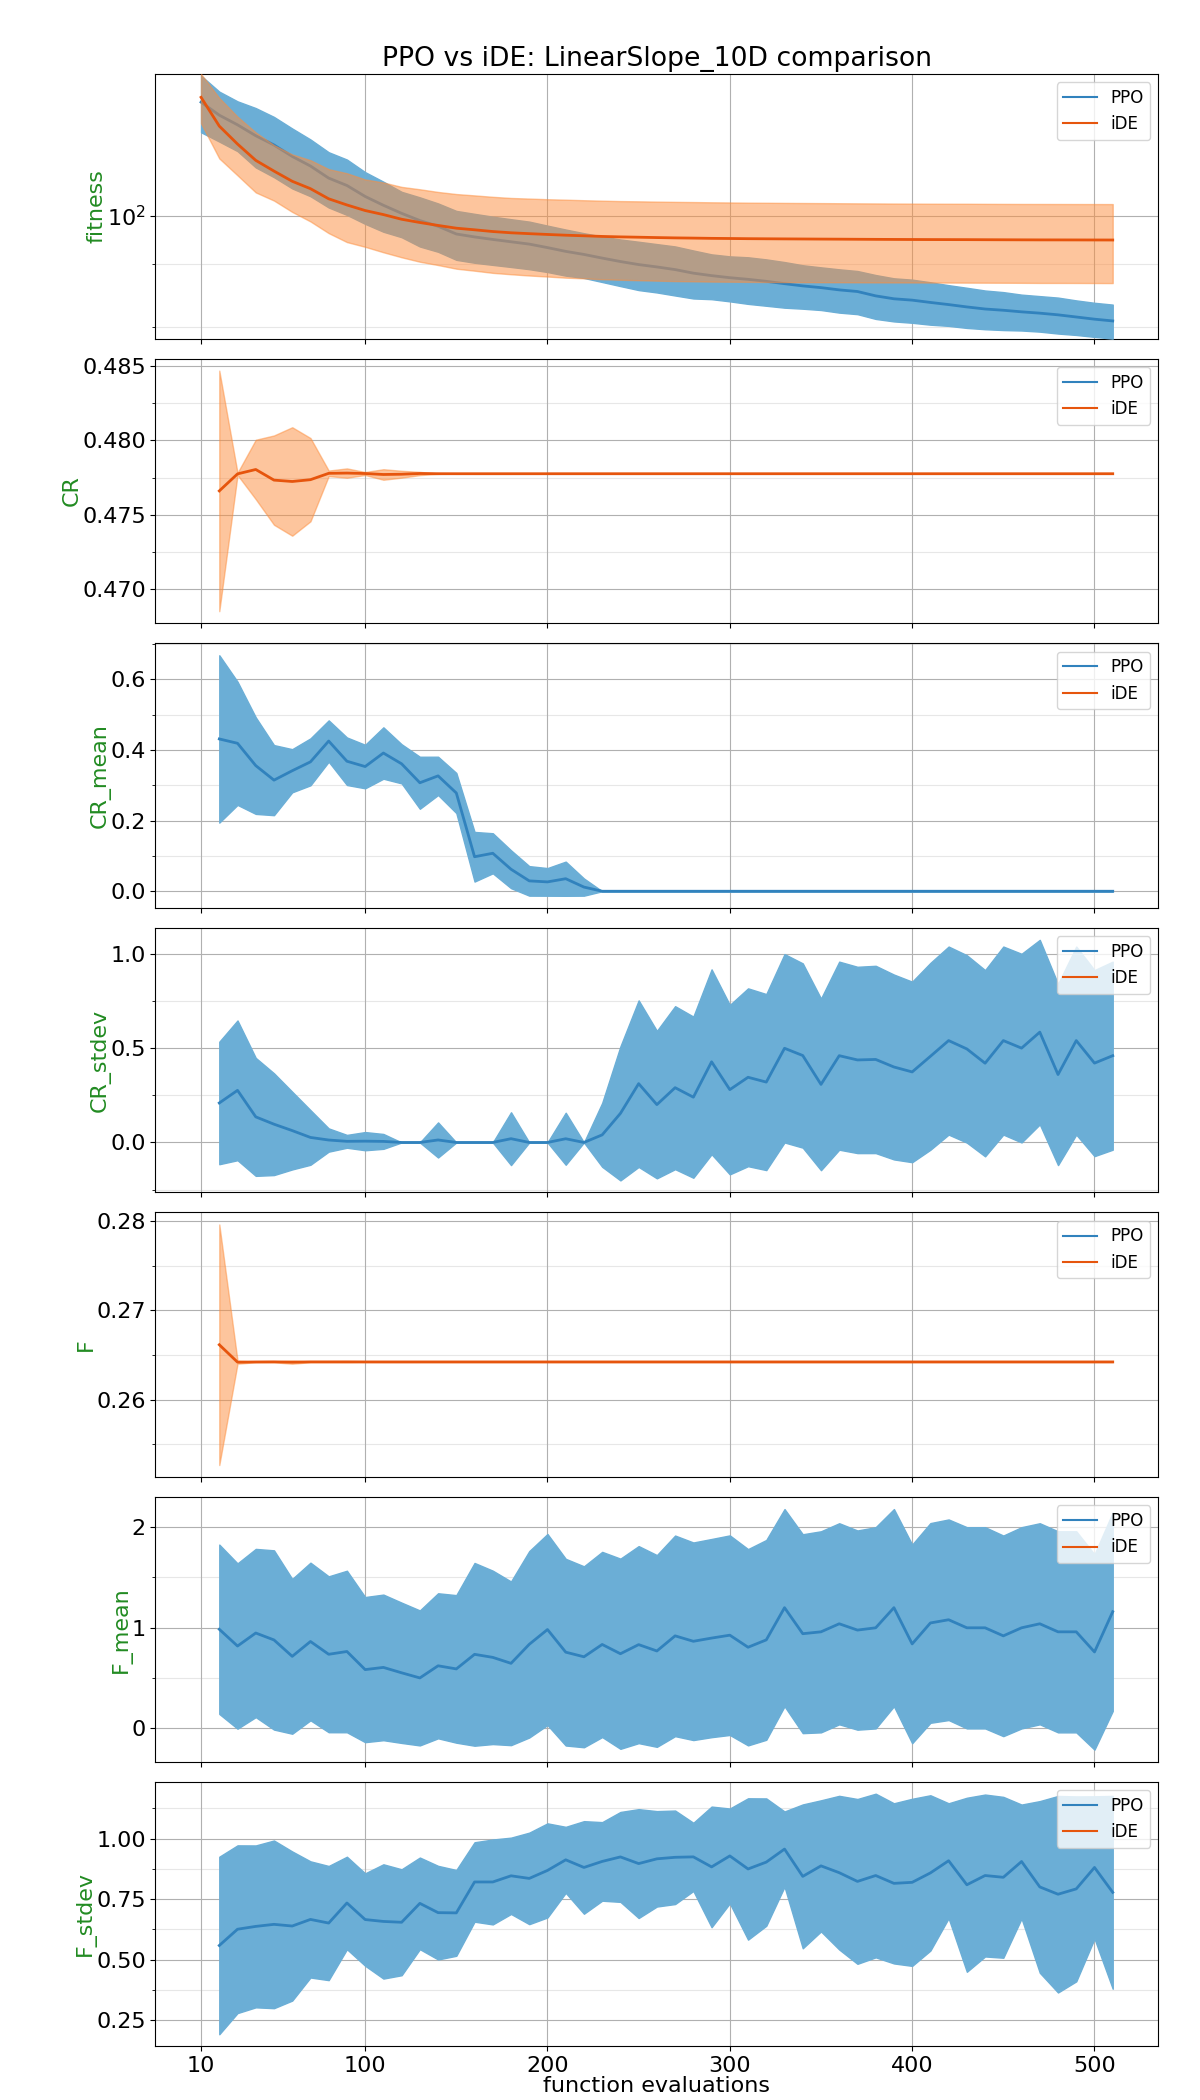 PPO vs iDE: LinearSlope_10D comparison
fitness
10²
PPO
iDE
CR
0.485
0.480
0.475
0.470
PPO
iDE
CR_mean
0.6
0.4
0.2
0.0
PPO
iDE
CR_stdev
1.0
0.5
0.0
PPO
iDE
F
0.28
0.27
0.26
PPO
iDE
F_mean
2
1
0
PPO
iDE
F_stdev
1.00
0.75
0.50
0.25
PPO
iDE
10 100 200 300 400 500
function evaluations